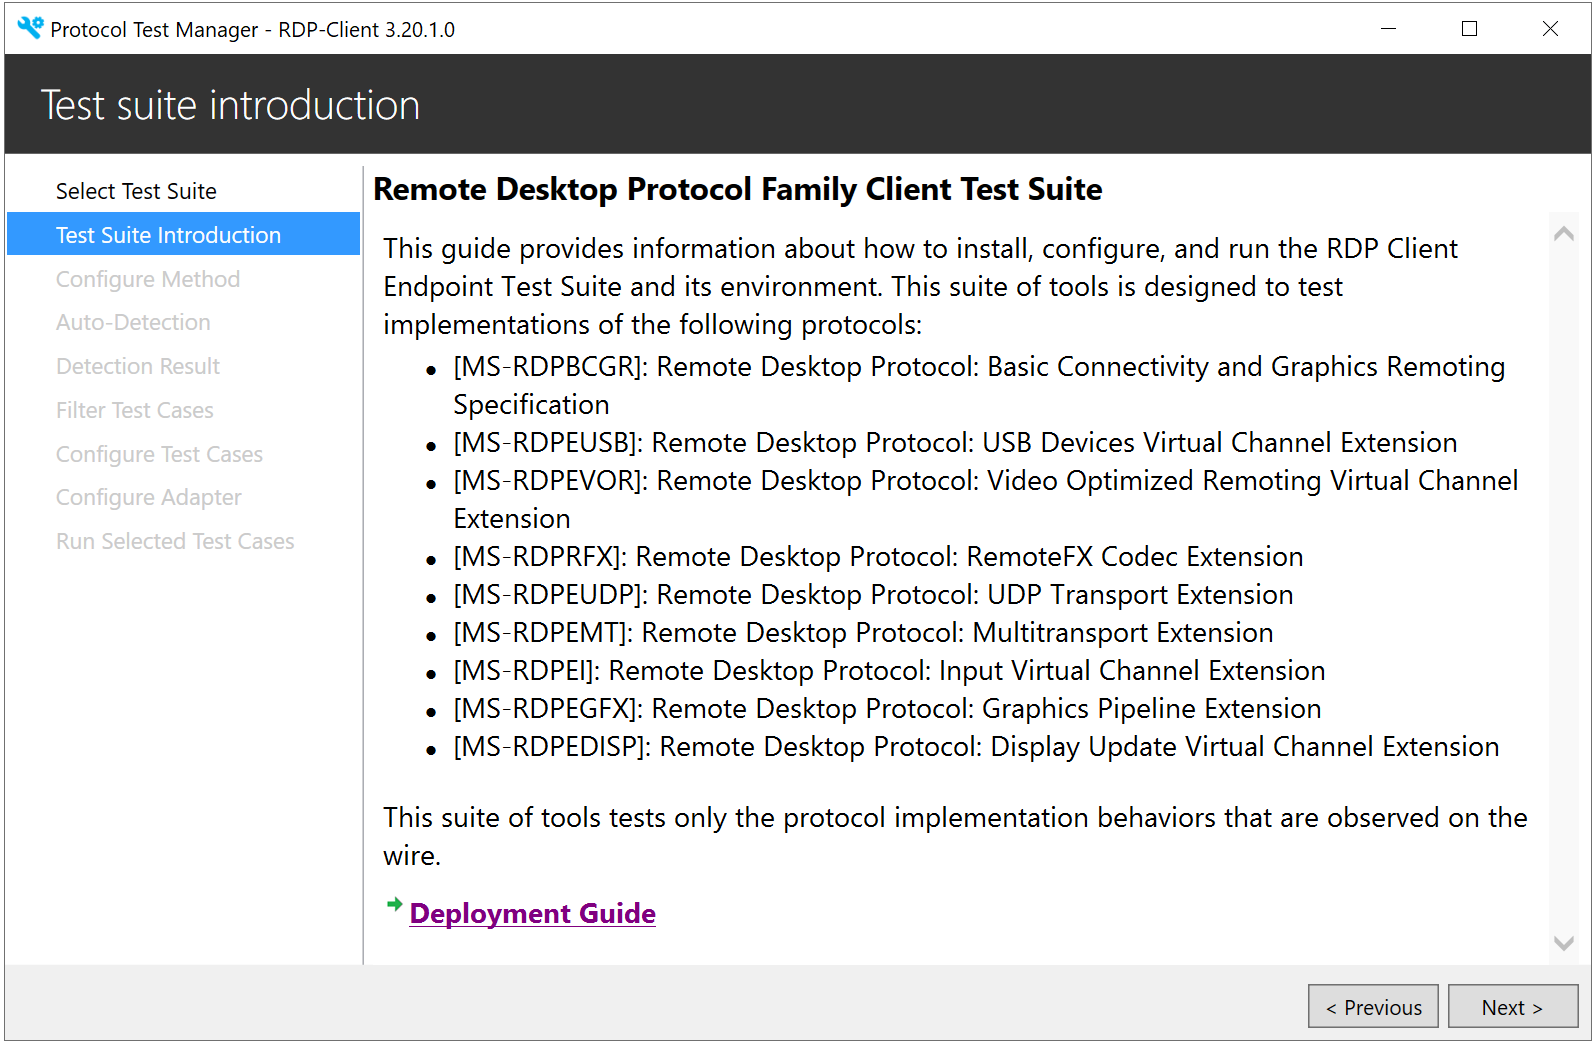 Protocol Test Manager - RDP-Client 3.20.1.0
Test suite introduction
Select Test Suite
Test Suite Introduction
Configure Method
Auto-Detection
Detection Result
Filter Test Cases
Configure Test Cases
Configure Adapter
Run Selected Test Cases
Remote Desktop Protocol Family Client Test Suite
This guide provides information about how to install, configure, and run the RDP Client
Endpoint Test Suite and its environment. This suite of tools is designed to test
implementations of the following protocols:
• [MS-RDPBCGR]: Remote Desktop Protocol: Basic Connectivity and Graphics Remoting
Specification
• [MS-RDPEUSB]: Remote Desktop Protocol: USB Devices Virtual Channel Extension
• [MS-RDPEVOR]: Remote Desktop Protocol: Video Optimized Remoting Virtual Channel
Extension
• [MS-RDPRFX]: Remote Desktop Protocol: RemoteFX Codec Extension
• [MS-RDPEUDP]: Remote Desktop Protocol: UDP Transport Extension
• [MS-RDPEMT]: Remote Desktop Protocol: Multitransport Extension
• [MS-RDPEI]: Remote Desktop Protocol: Input Virtual Channel Extension
• [MS-RDPEGFX]: Remote Desktop Protocol: Graphics Pipeline Extension
• [MS-RDPEDISP]: Remote Desktop Protocol: Display Update Virtual Channel Extension
This suite of tools tests only the protocol implementation behaviors that are observed on the
wire.
Deployment Guide
< Previous
Next >